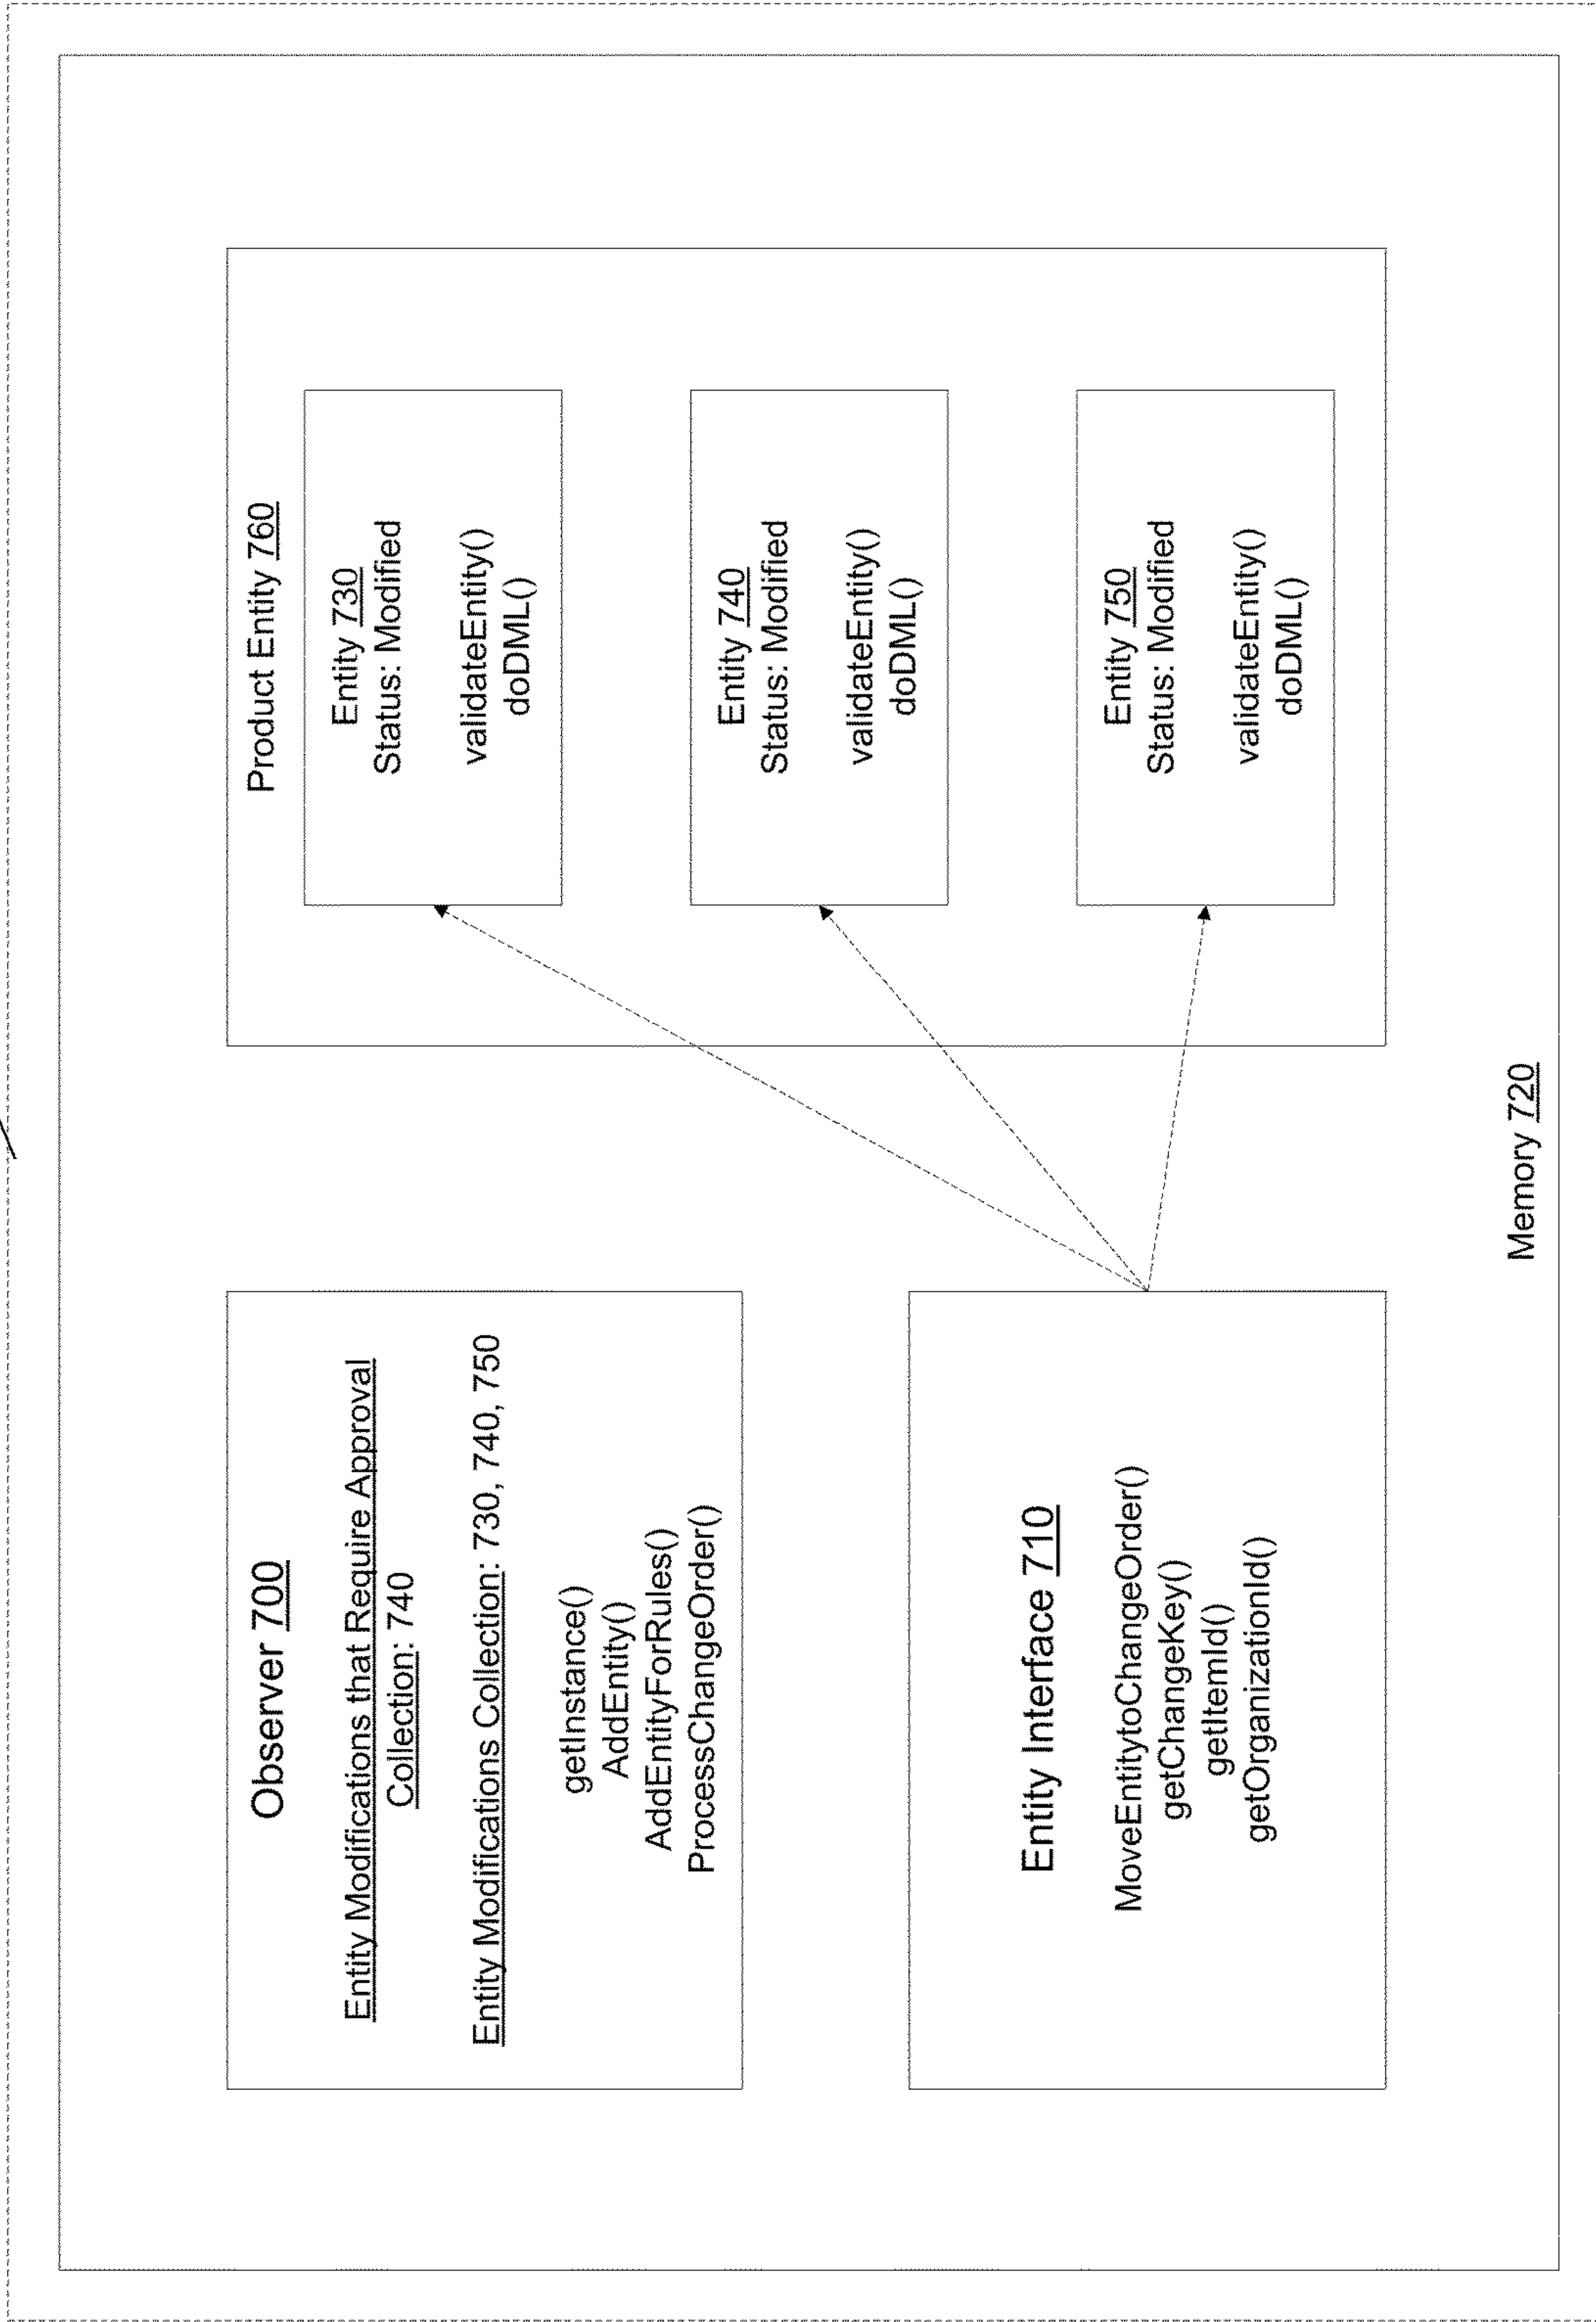 Observer 700
Entity Modifications that Require Approval
Collection: 740
Entity Modifications Collection: 730, 740, 750
getInstance()
AddEntity()
AddEntityForRules()
ProcessChangeOrder()
Entity Interface 710
MoveEntitytoChangeOrder()
getChangeKey()
getItemId()
getOrganizationId()
Product Entity 760
Entity 730
Status: Modified
validateEntity()
doDML()
Entity 740
Status: Modified
validateEntity()
doDML()
Entity 750
Status: Modified
validateEntity()
doDML()
Memory 720